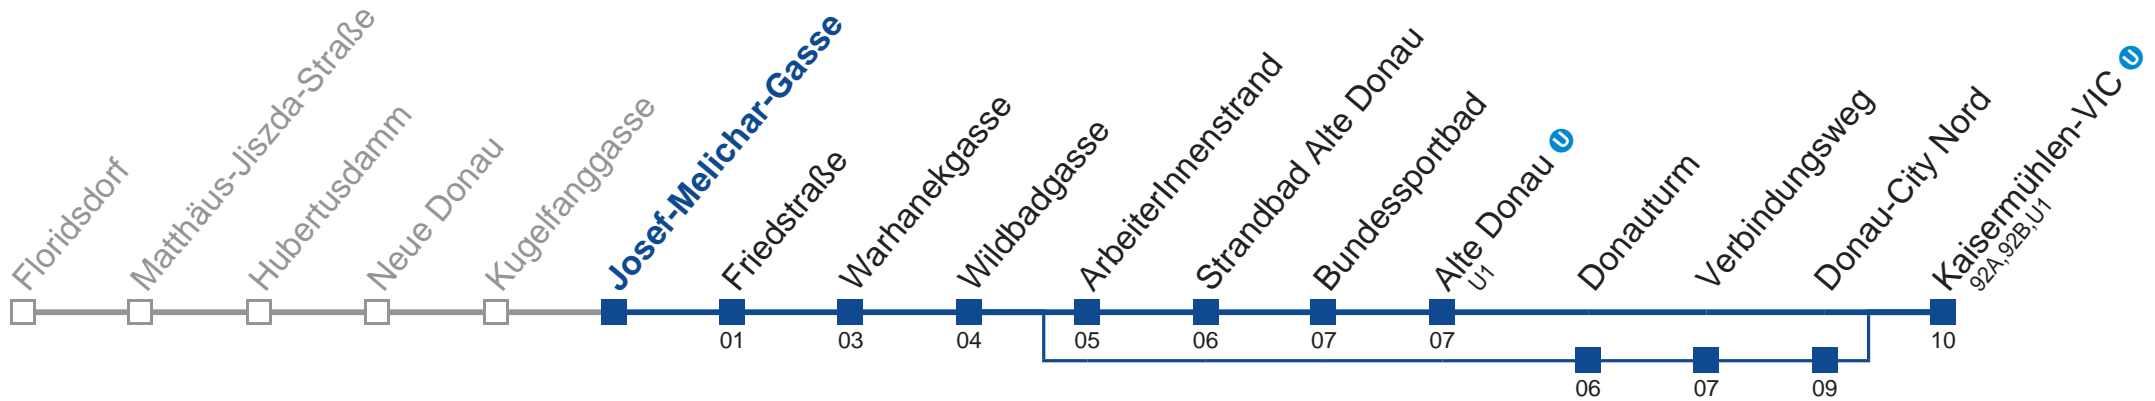 Floridsdorf
Matthäus-Jiszda-Straße
Hubertusdamm
Neue Donau
Kugelfanggasse
Josef-Melichar-Gasse
Friedstraße
Warhanekgasse
Wildbadgasse
ArbeiterInnenstrand
Strandbad Alte Donau
Bundessportbad
Alte Donau U
U1
Donauturm
Verbindungsweg
Donau-City Nord
Kaisermühlen-VIC U
92A,92B,U1
01 03 04 05 06 07 07 10
06 07 09